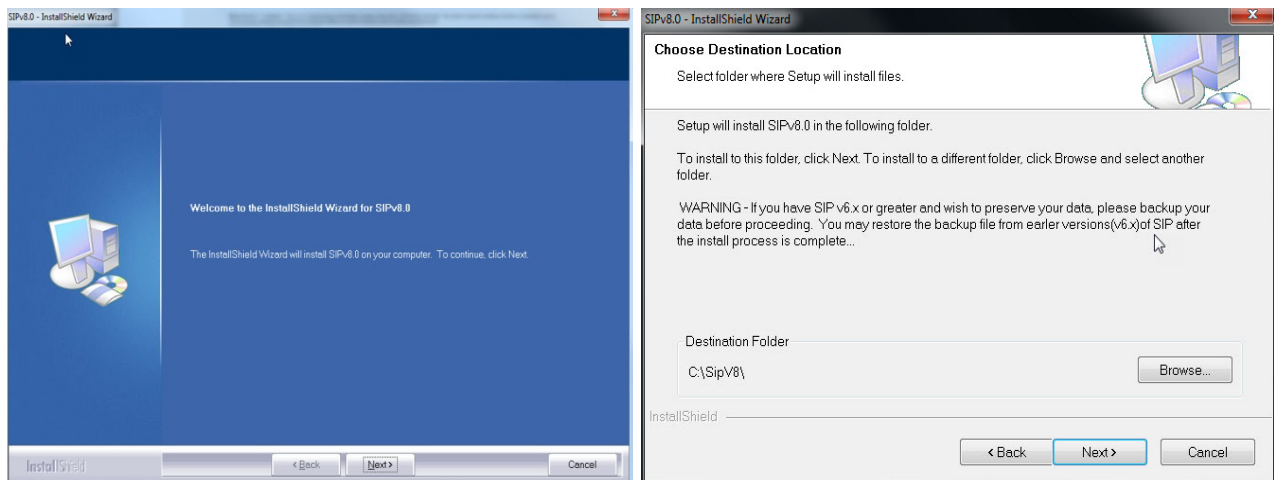 SIPv8.0 - InstallShield Wizard
Welcome to the InstallShield Wizard for SIPv8.0
The InstallShield Wizard will install SIPv8.0 on your computer. To continue, click Next.
InstallShield
< Back
Next >
Cancel
SIPv8.0 - InstallShield Wizard
Choose Destination Location
Select folder where Setup will install files.
Setup will install SIPv8.0 in the following folder.
To install to this folder, click Next. To install to a different folder, click Browse and select another
folder.
WARNING - If you have SIP v6.x or greater and wish to preserve your data, please backup your
data before proceeding. You may restore the backup file from earler versions(v6.x)of SIP after
the install process is complete...
Destination Folder
C:\SipV8\
Browse...
InstallShield
< Back
Next >
Cancel